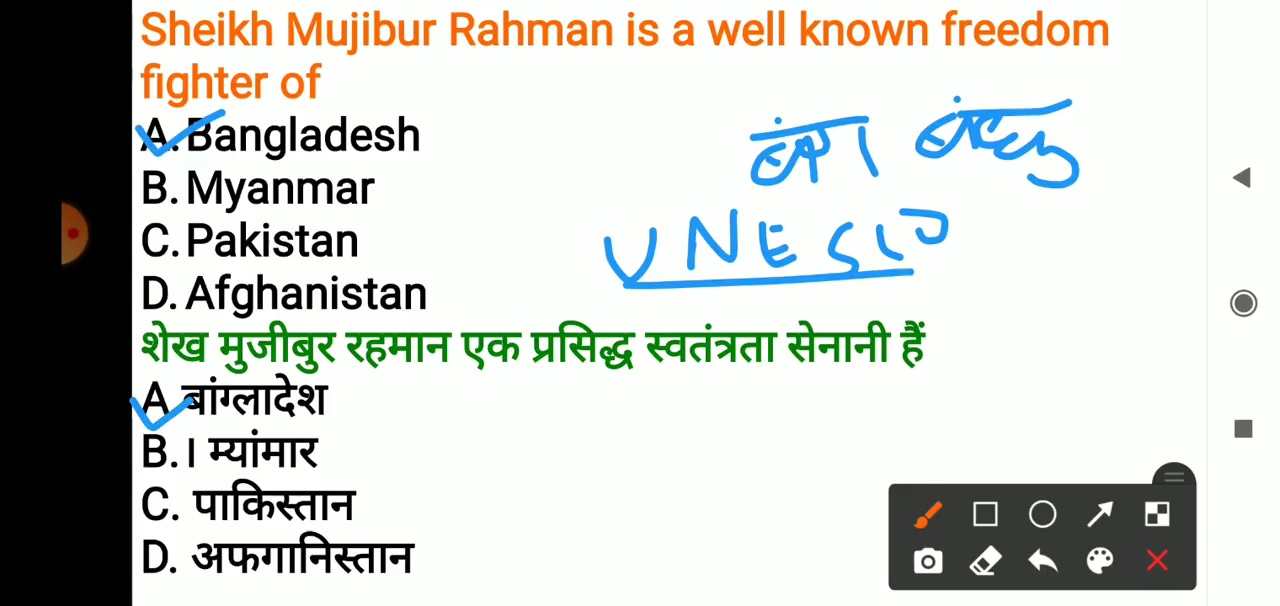 Sheikh Mujibur Rahman is a well known freedom
fighter of
A. Bangladesh
B. Myanmar
C. Pakistan
D. Afghanistan
UNESCO
शेख मुजीबुर रहमान एक प्रसिद्ध स्वतंत्रता सेनानी हैं
A बांग्लादेश
B. । म्यांमार
C. पाकिस्तान
D. अफगानिस्तान